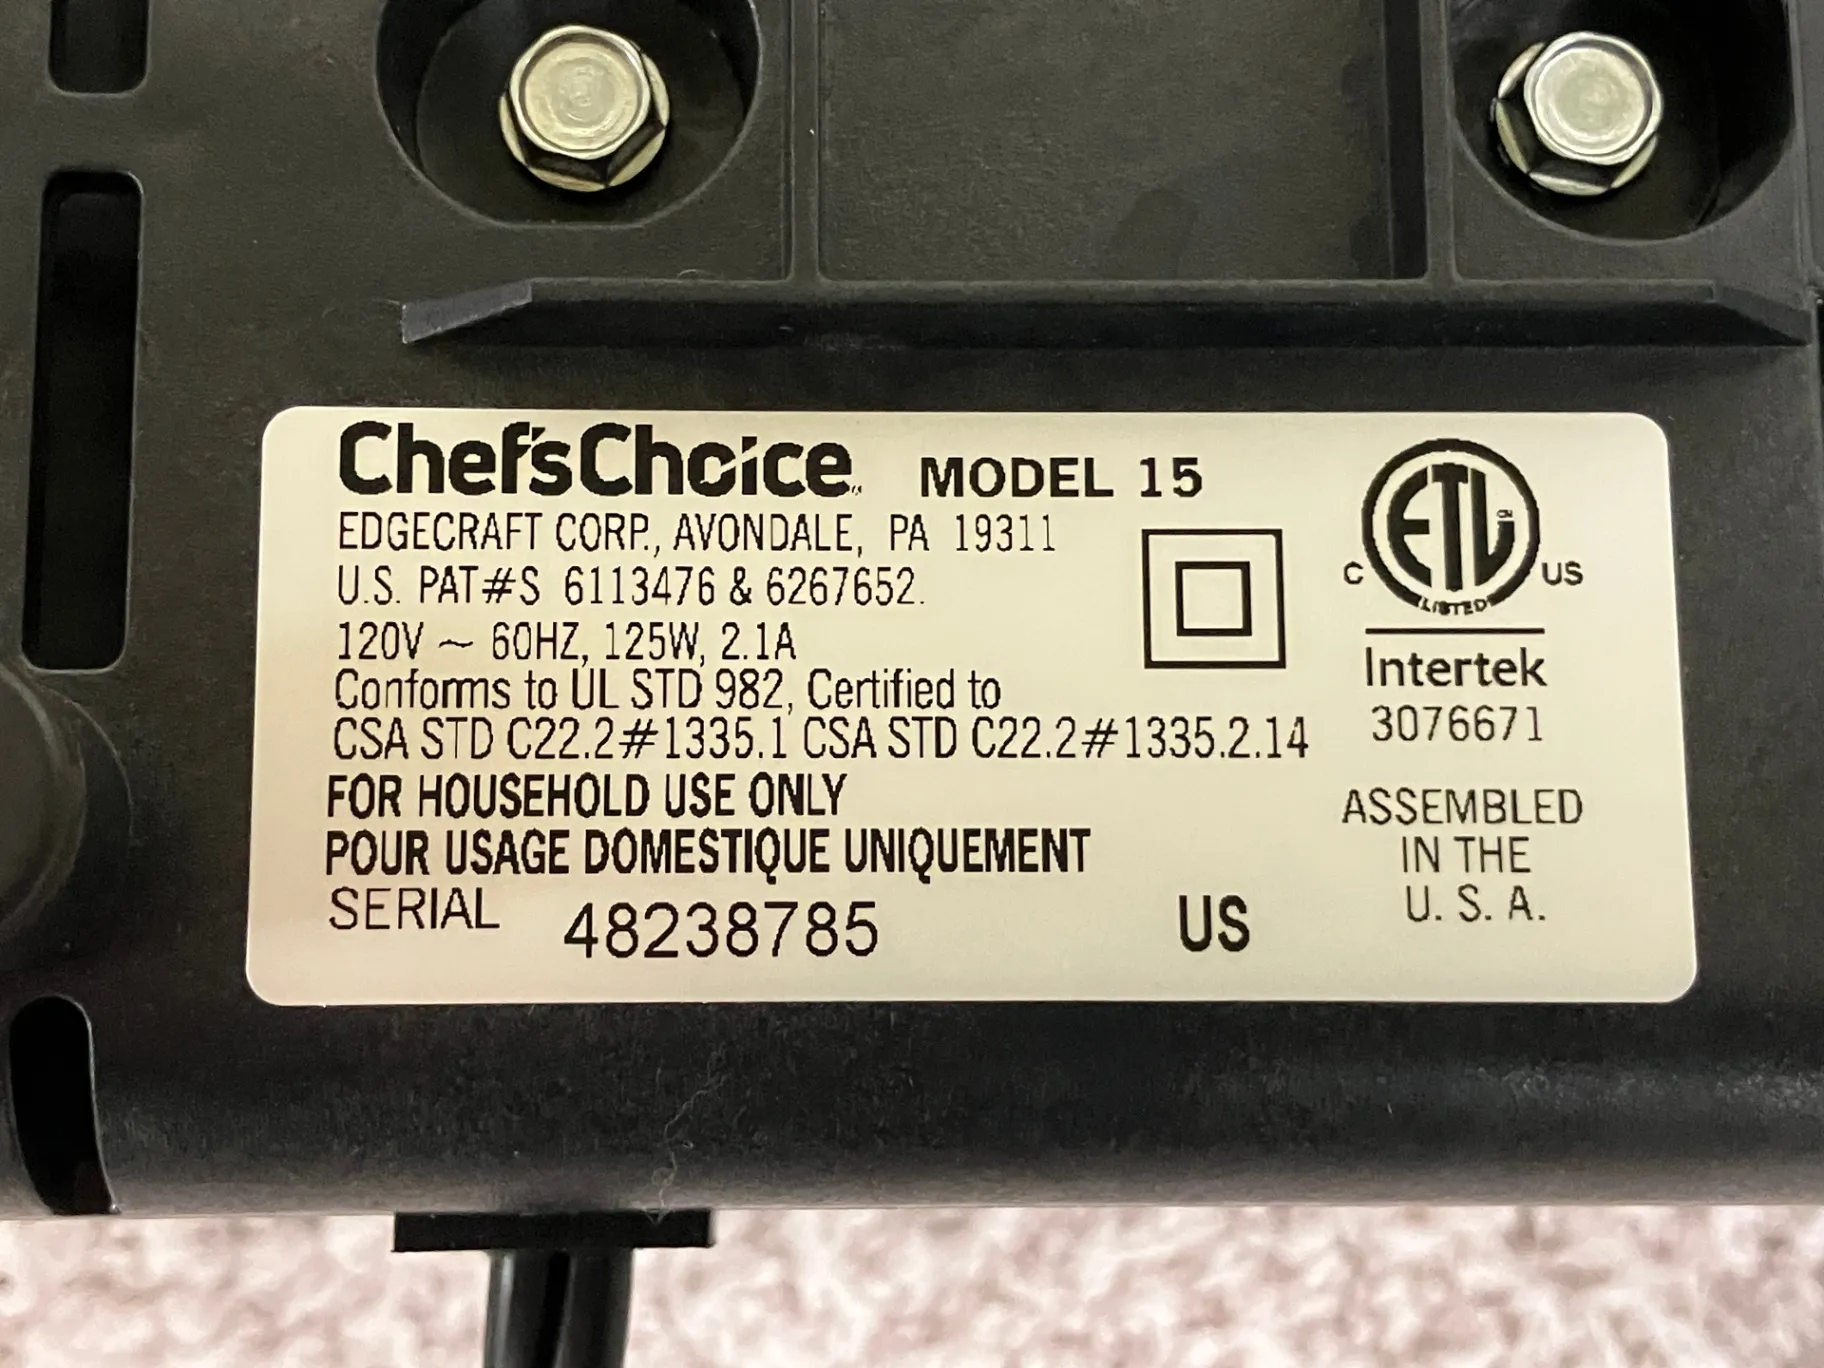 Chef'sChoice MODEL 15
EDGECRAFT CORP., AVONDALE, PA 19311
U.S. PAT#S 6113476 & 6267652.
120V ~ 60HZ, 125W, 2.1A
Conforms to UL STD 982, Certified to
CSA STD C22.2#1335.1 CSA STD C22.2#1335.2.14
FOR HOUSEHOLD USE ONLY
POUR USAGE DOMESTIQUE UNIQUEMENT
SERIAL 48238785 US
ETL CM
C US
LISTED
Intertek
3076671
ASSEMBLED
IN THE
U. S. A.